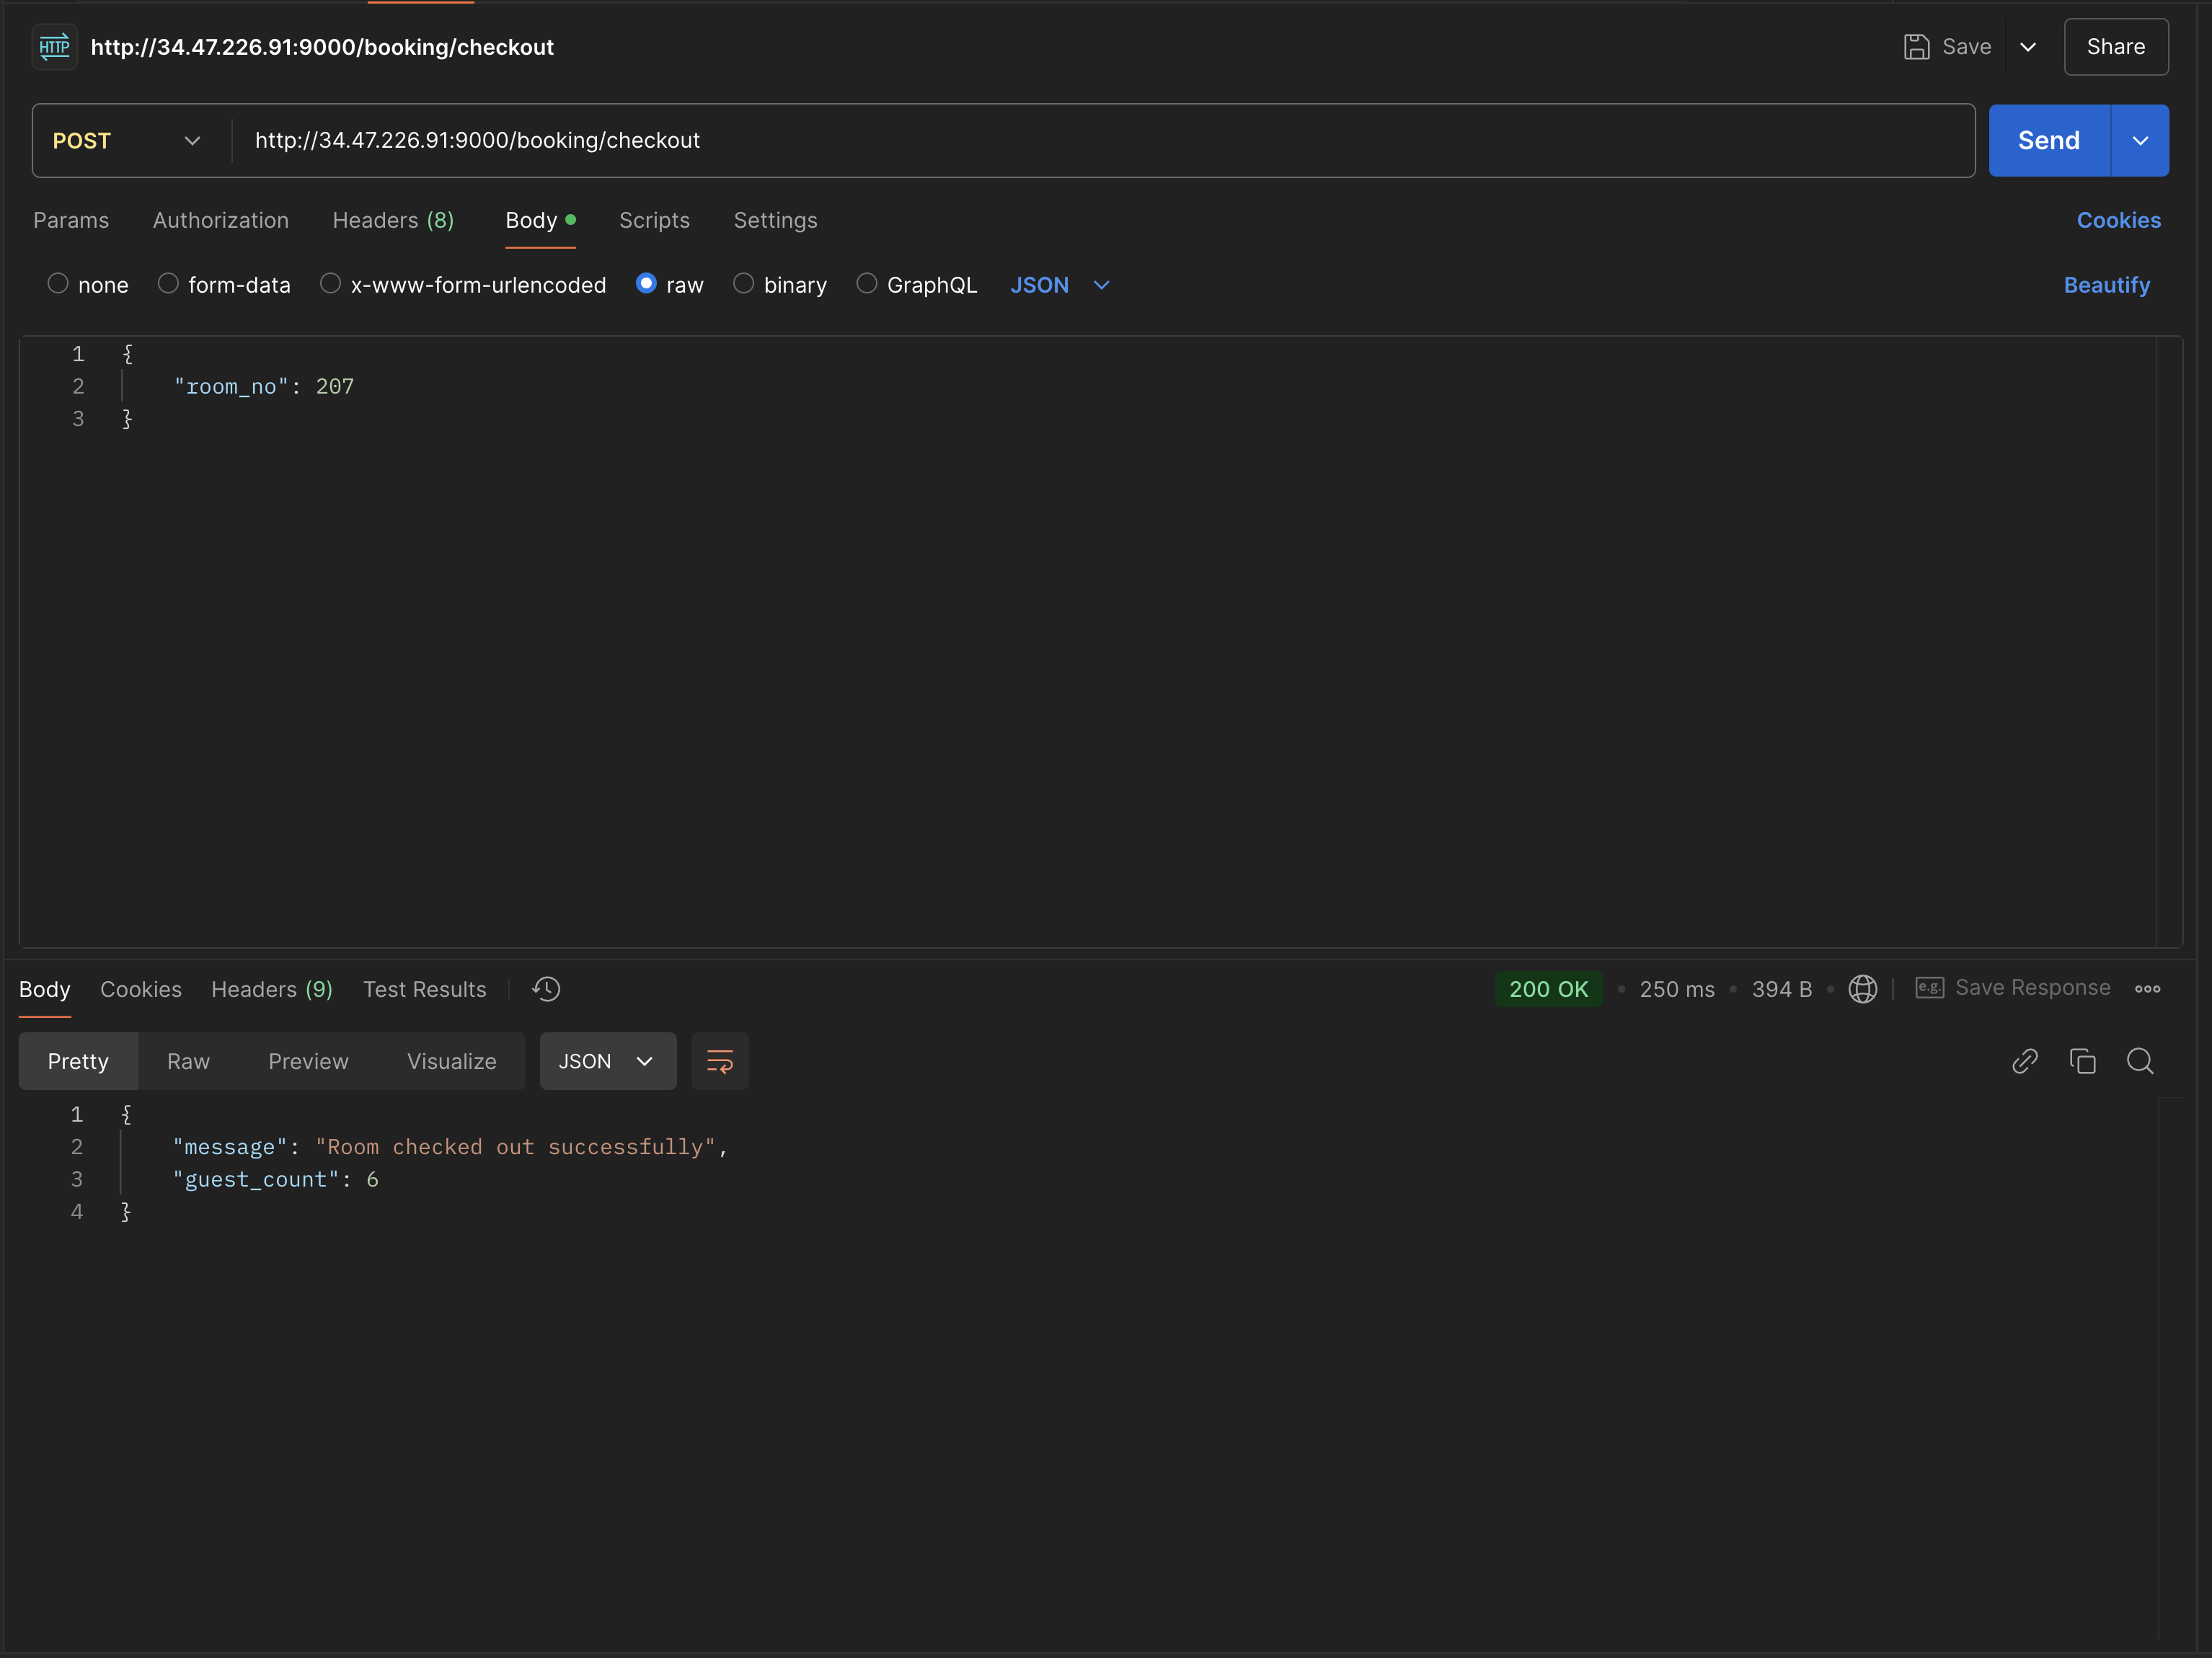 HTTP http://34.47.226.91:9000/booking/checkout Save Share
POST http://34.47.226.91:9000/booking/checkout Send
Params Authorization Headers (8) Body Scripts Settings Cookies
none form-data x-www-form-urlencoded raw binary GraphQL JSON Beautify
1 {
2 "room_no": 207
3 }
Body Cookies Headers (9) Test Results 200 OK • 250 ms • 394 B • e.g. Save Response
Pretty Raw Preview Visualize JSON
1 {
2 "message": "Room checked out successfully",
3 "guest_count": 6
4 }